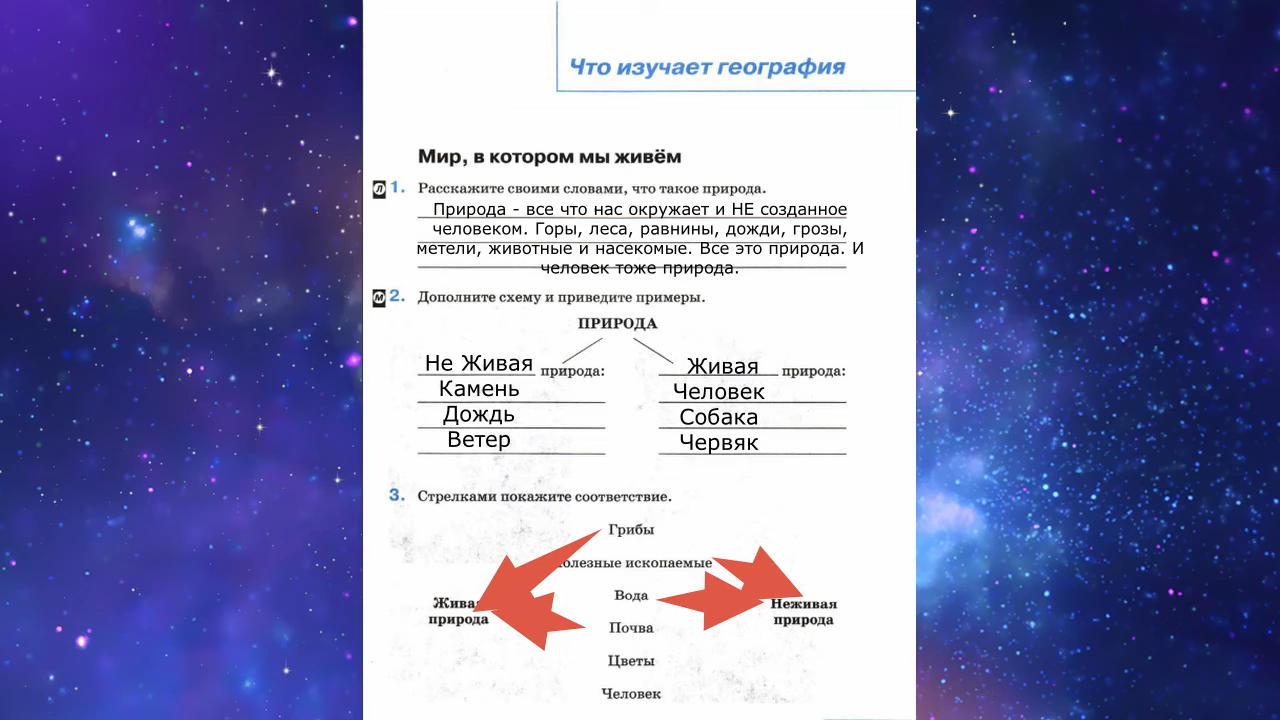 Что изучает география
Мир, в котором мы живём
Л 1. Расскажите своими словами, что такое природа.
Природа - все что нас окружает и НЕ созданное
человеком. Горы, леса, равнины, дожди, грозы,
метели, животные и насекомые. Все это природа. И
человек тоже природа.
М 2. Дополните схему и приведите примеры.
ПРИРОДА
Не Живая природа: Живая природа:
Камень Человек
Дождь Собака
Ветер Червяк
3. Стрелками покажите соответствие.
Грибы
олезные ископаемые
Вода
Жива Неживая
природа природа
Почва
Цветы
Человек